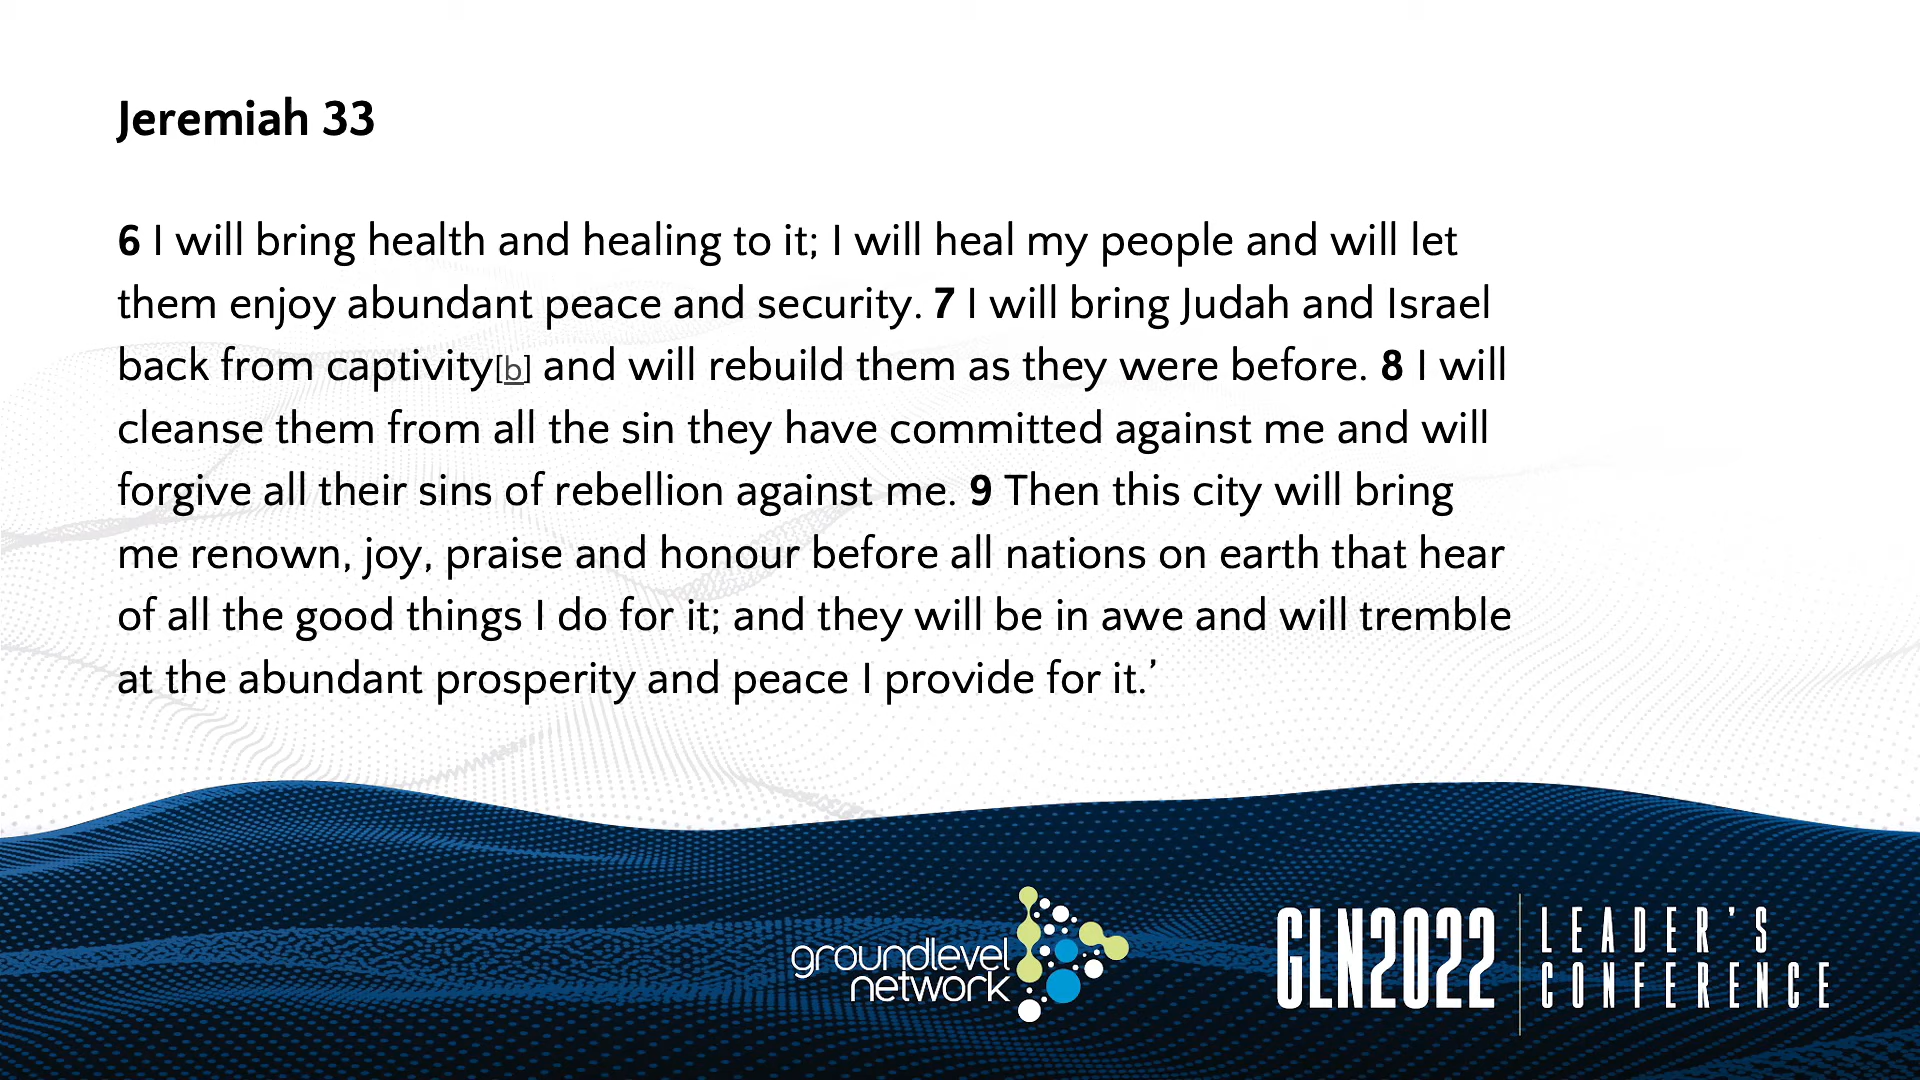 Jeremiah 33
6 I will bring health and healing to it; I will heal my people and will let
them enjoy abundant peace and security. 7 I will bring Judah and Israel
back from captivity[b] and will rebuild them as they were before. 8 I will
cleanse them from all the sin they have committed against me and will
forgive all their sins of rebellion against me. 9 Then this city will bring
me renown, joy, praise and honour before all nations on earth that hear
of all the good things I do for it; and they will be in awe and will tremble
at the abundant prosperity and peace I provide for it.’
groundlevel
network
GLN2022
LEADER'S
CONFERENCE